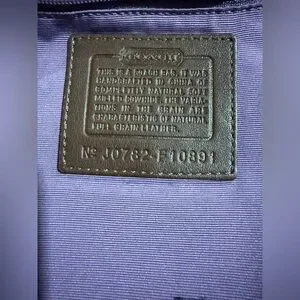 COACH
THIS IS A COACH BAG. IT WAS
HANDCRAFTED IN CHINA OF
COMPLETELY NATURAL SOFT
MILLED COWHIDE. THE VARIA-
TIONS IN THE GRAIN ARE
CHARACTERISTIC OF NATURAL
FULL GRAIN LEATHER.
Nº J0782-F10891